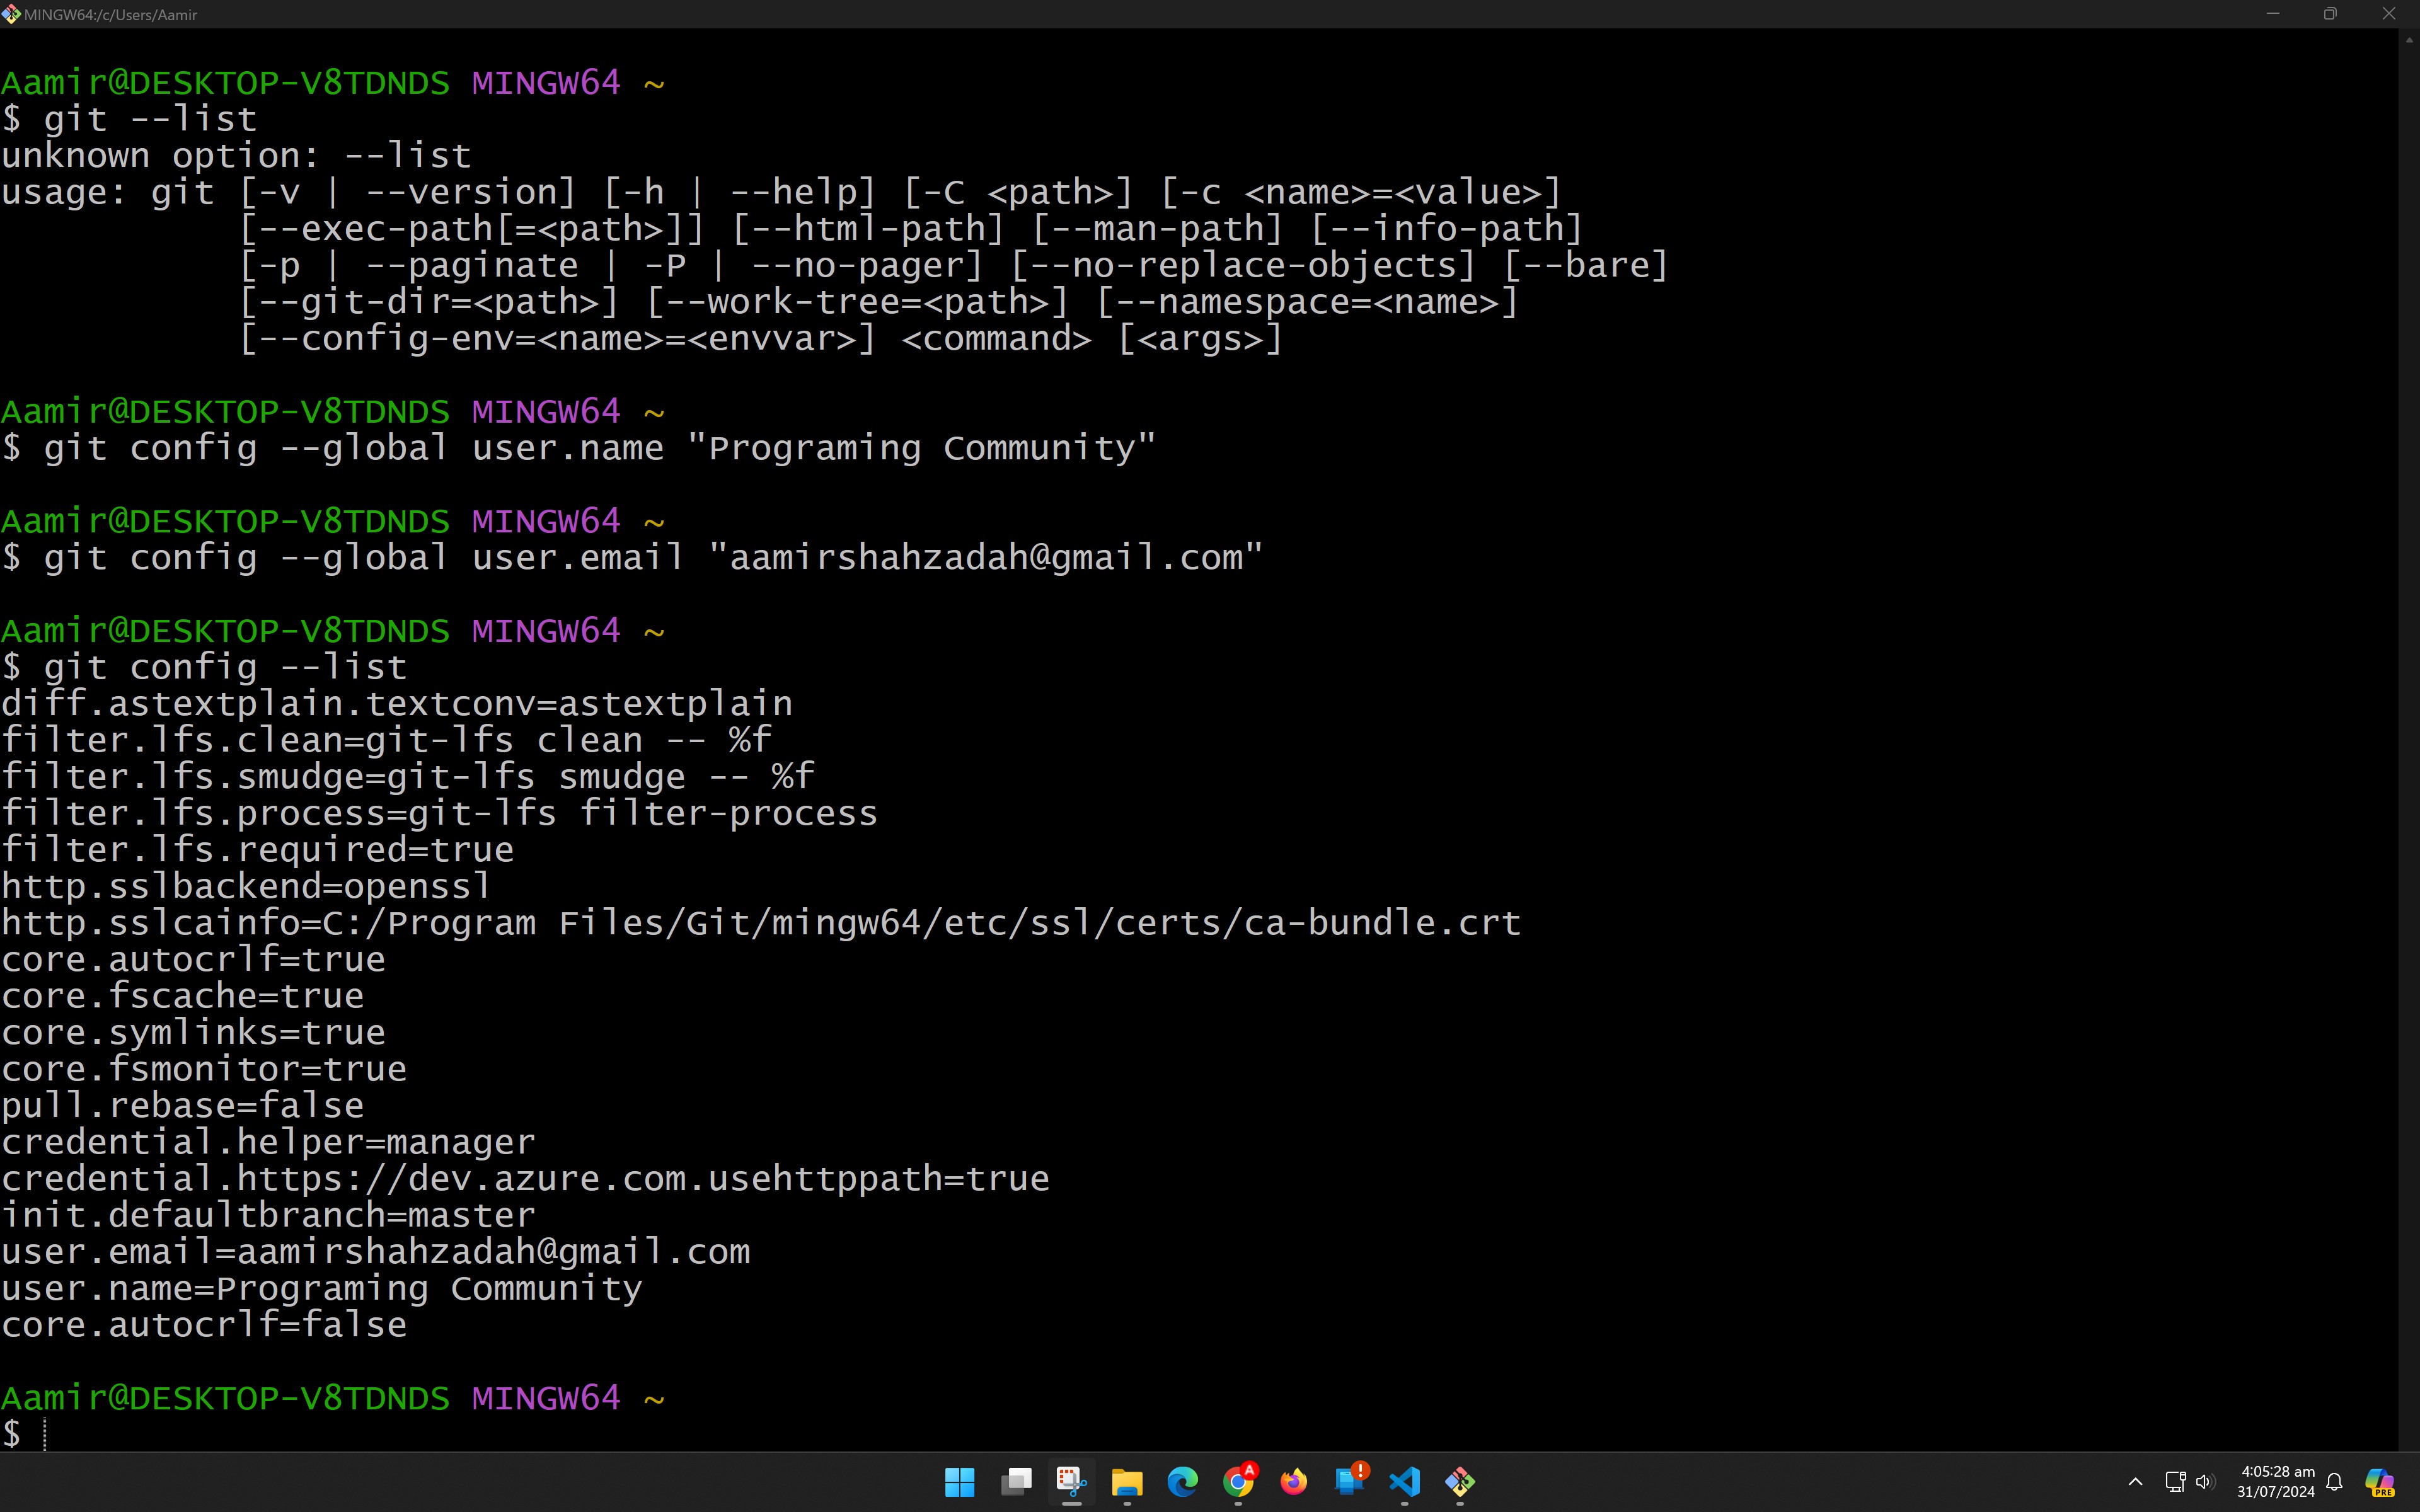 MINGW64:/c/Users/Aamir
Aamir@DESKTOP-V8TDNDS MINGW64 ~
$ git --list
unknown option: --list
usage: git [-v | --version] [-h | --help] [-C <path>] [-c <name>=<value>]
           [--exec-path[=<path>]] [--html-path] [--man-path] [--info-path]
           [-p | --paginate | -P | --no-pager] [--no-replace-objects] [--bare]
           [--git-dir=<path>] [--work-tree=<path>] [--namespace=<name>]
           [--config-env=<name>=<envvar>] <command> [<args>]
Aamir@DESKTOP-V8TDNDS MINGW64 ~
$ git config --global user.name "Programing Community"
Aamir@DESKTOP-V8TDNDS MINGW64 ~
$ git config --global user.email "aamirshahzadah@gmail.com"
Aamir@DESKTOP-V8TDNDS MINGW64 ~
$ git config --list
diff.astextplain.textconv=astextplain
filter.lfs.clean=git-lfs clean -- %f
filter.lfs.smudge=git-lfs smudge -- %f
filter.lfs.process=git-lfs filter-process
filter.lfs.required=true
http.sslbackend=openssl
http.sslcainfo=C:/Program Files/Git/mingw64/etc/ssl/certs/ca-bundle.crt
core.autocrlf=true
core.fscache=true
core.symlinks=true
core.fsmonitor=true
pull.rebase=false
credential.helper=manager
credential.https://dev.azure.com.usehttppath=true
init.defaultbranch=master
user.email=aamirshahzadah@gmail.com
user.name=Programing Community
core.autocrlf=false
Aamir@DESKTOP-V8TDNDS MINGW64 ~
$
A
4:05:28 am
31/07/2024
PRE